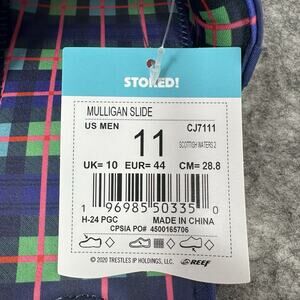 STOKED!
MULLIGAN SLIDE
US MEN 11 CJ7111
SCOTTISH WATERS 2
UK= 10 EUR= 44 CM= 28.8
1 96985 50335 0
H-24 PGC MADE IN CHINA
CPSIA PO# 4500165706
© 2020 TRESTLES IP HOLDINGS, LLC. REEF